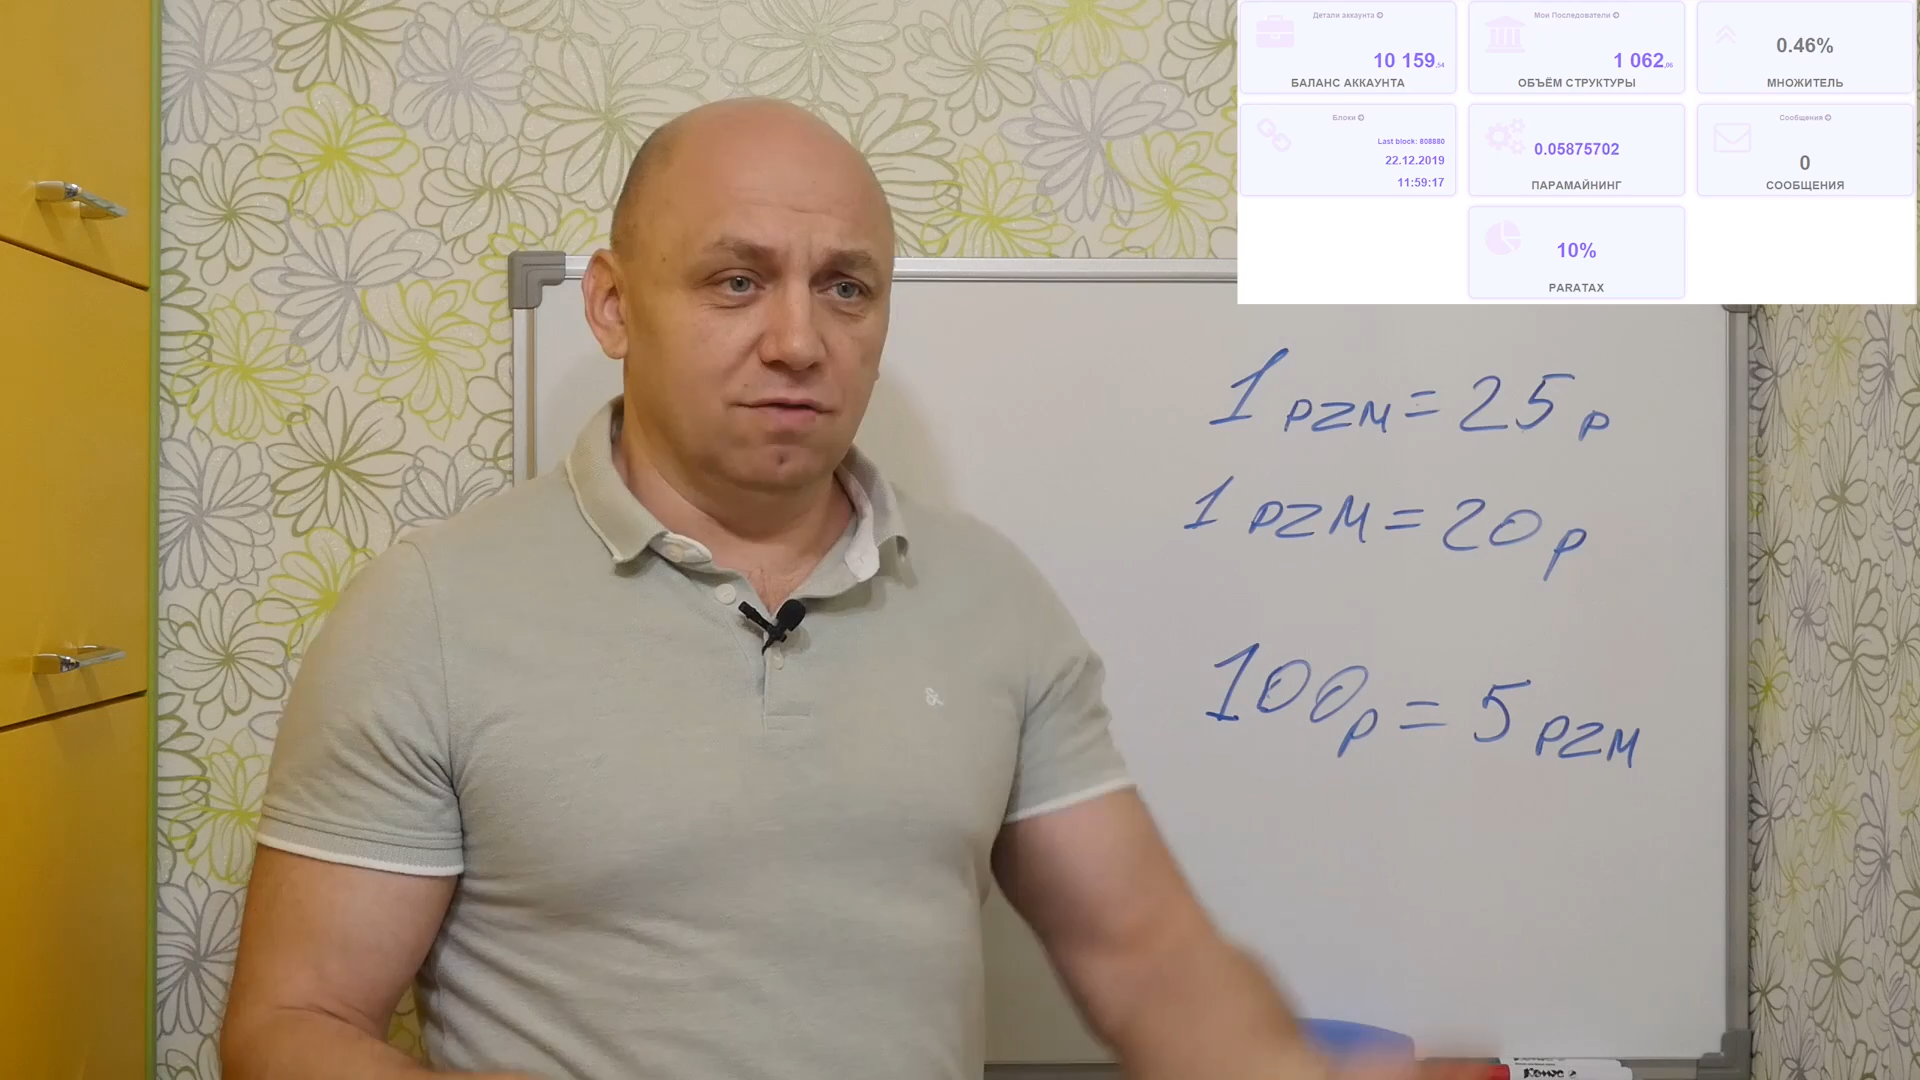 Детали аккаунта
10 159,54
БАЛАНС АККАУНТА
Мои Последователи
1 062,06
ОБЪЁМ СТРУКТУРЫ
0.46%
МНОЖИТЕЛЬ
Блоки
Last block: 808880
22.12.2019
11:59:17
0.05875702
ПАРАМАЙНИНГ
Сообщения
0
СООБЩЕНИЯ
10%
PARATAX
1 PZM = 25 р
1 PZM = 20 р
100р = 5 PZM